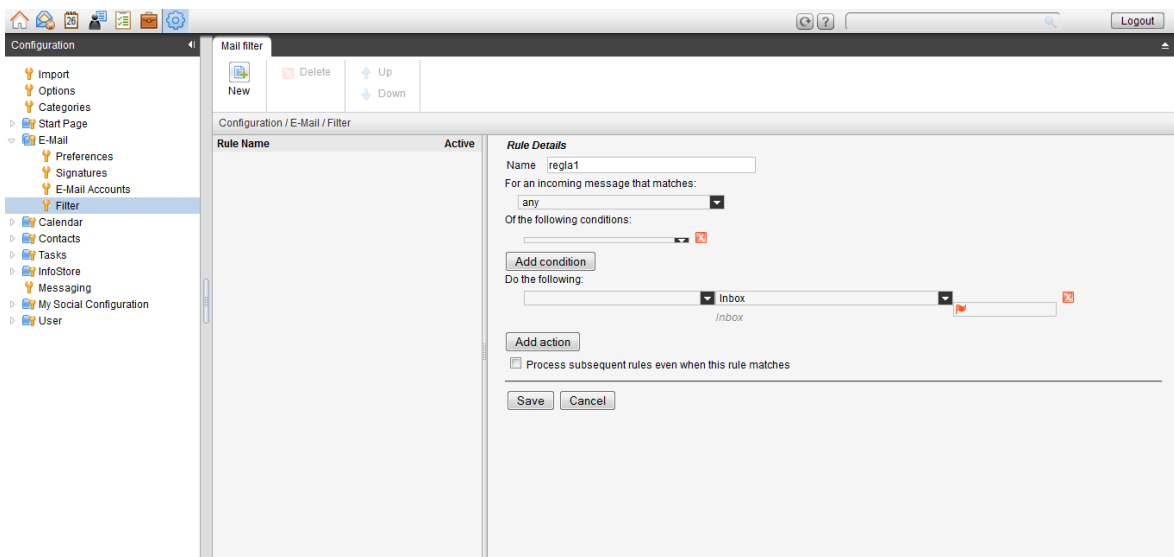 26
?
Logout
Configuration
Import
Options
Categories
Start Page
E-Mail
Preferences
Signatures
E-Mail Accounts
Filter
Calendar
Contacts
Tasks
InfoStore
Messaging
My Social Configuration
User
Mail filter
New
Delete
Up
Down
Configuration / E-Mail / Filter
Rule Name Active
Rule Details
Name regla1
For an incoming message that matches:
any
Of the following conditions:
Add condition
Do the following:
Inbox
Inbox
Add action
Process subsequent rules even when this rule matches
Save Cancel